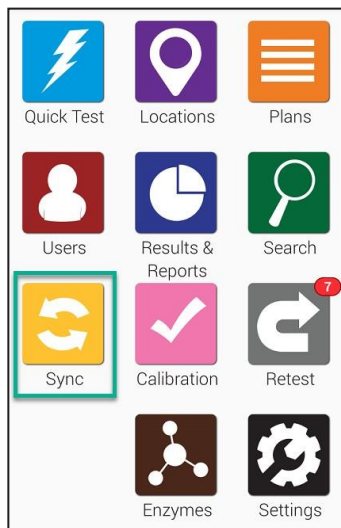 Quick Test
Locations
Plans
Users
Results &
Reports
Search
7
Sync
Calibration
Retest
Enzymes
Settings